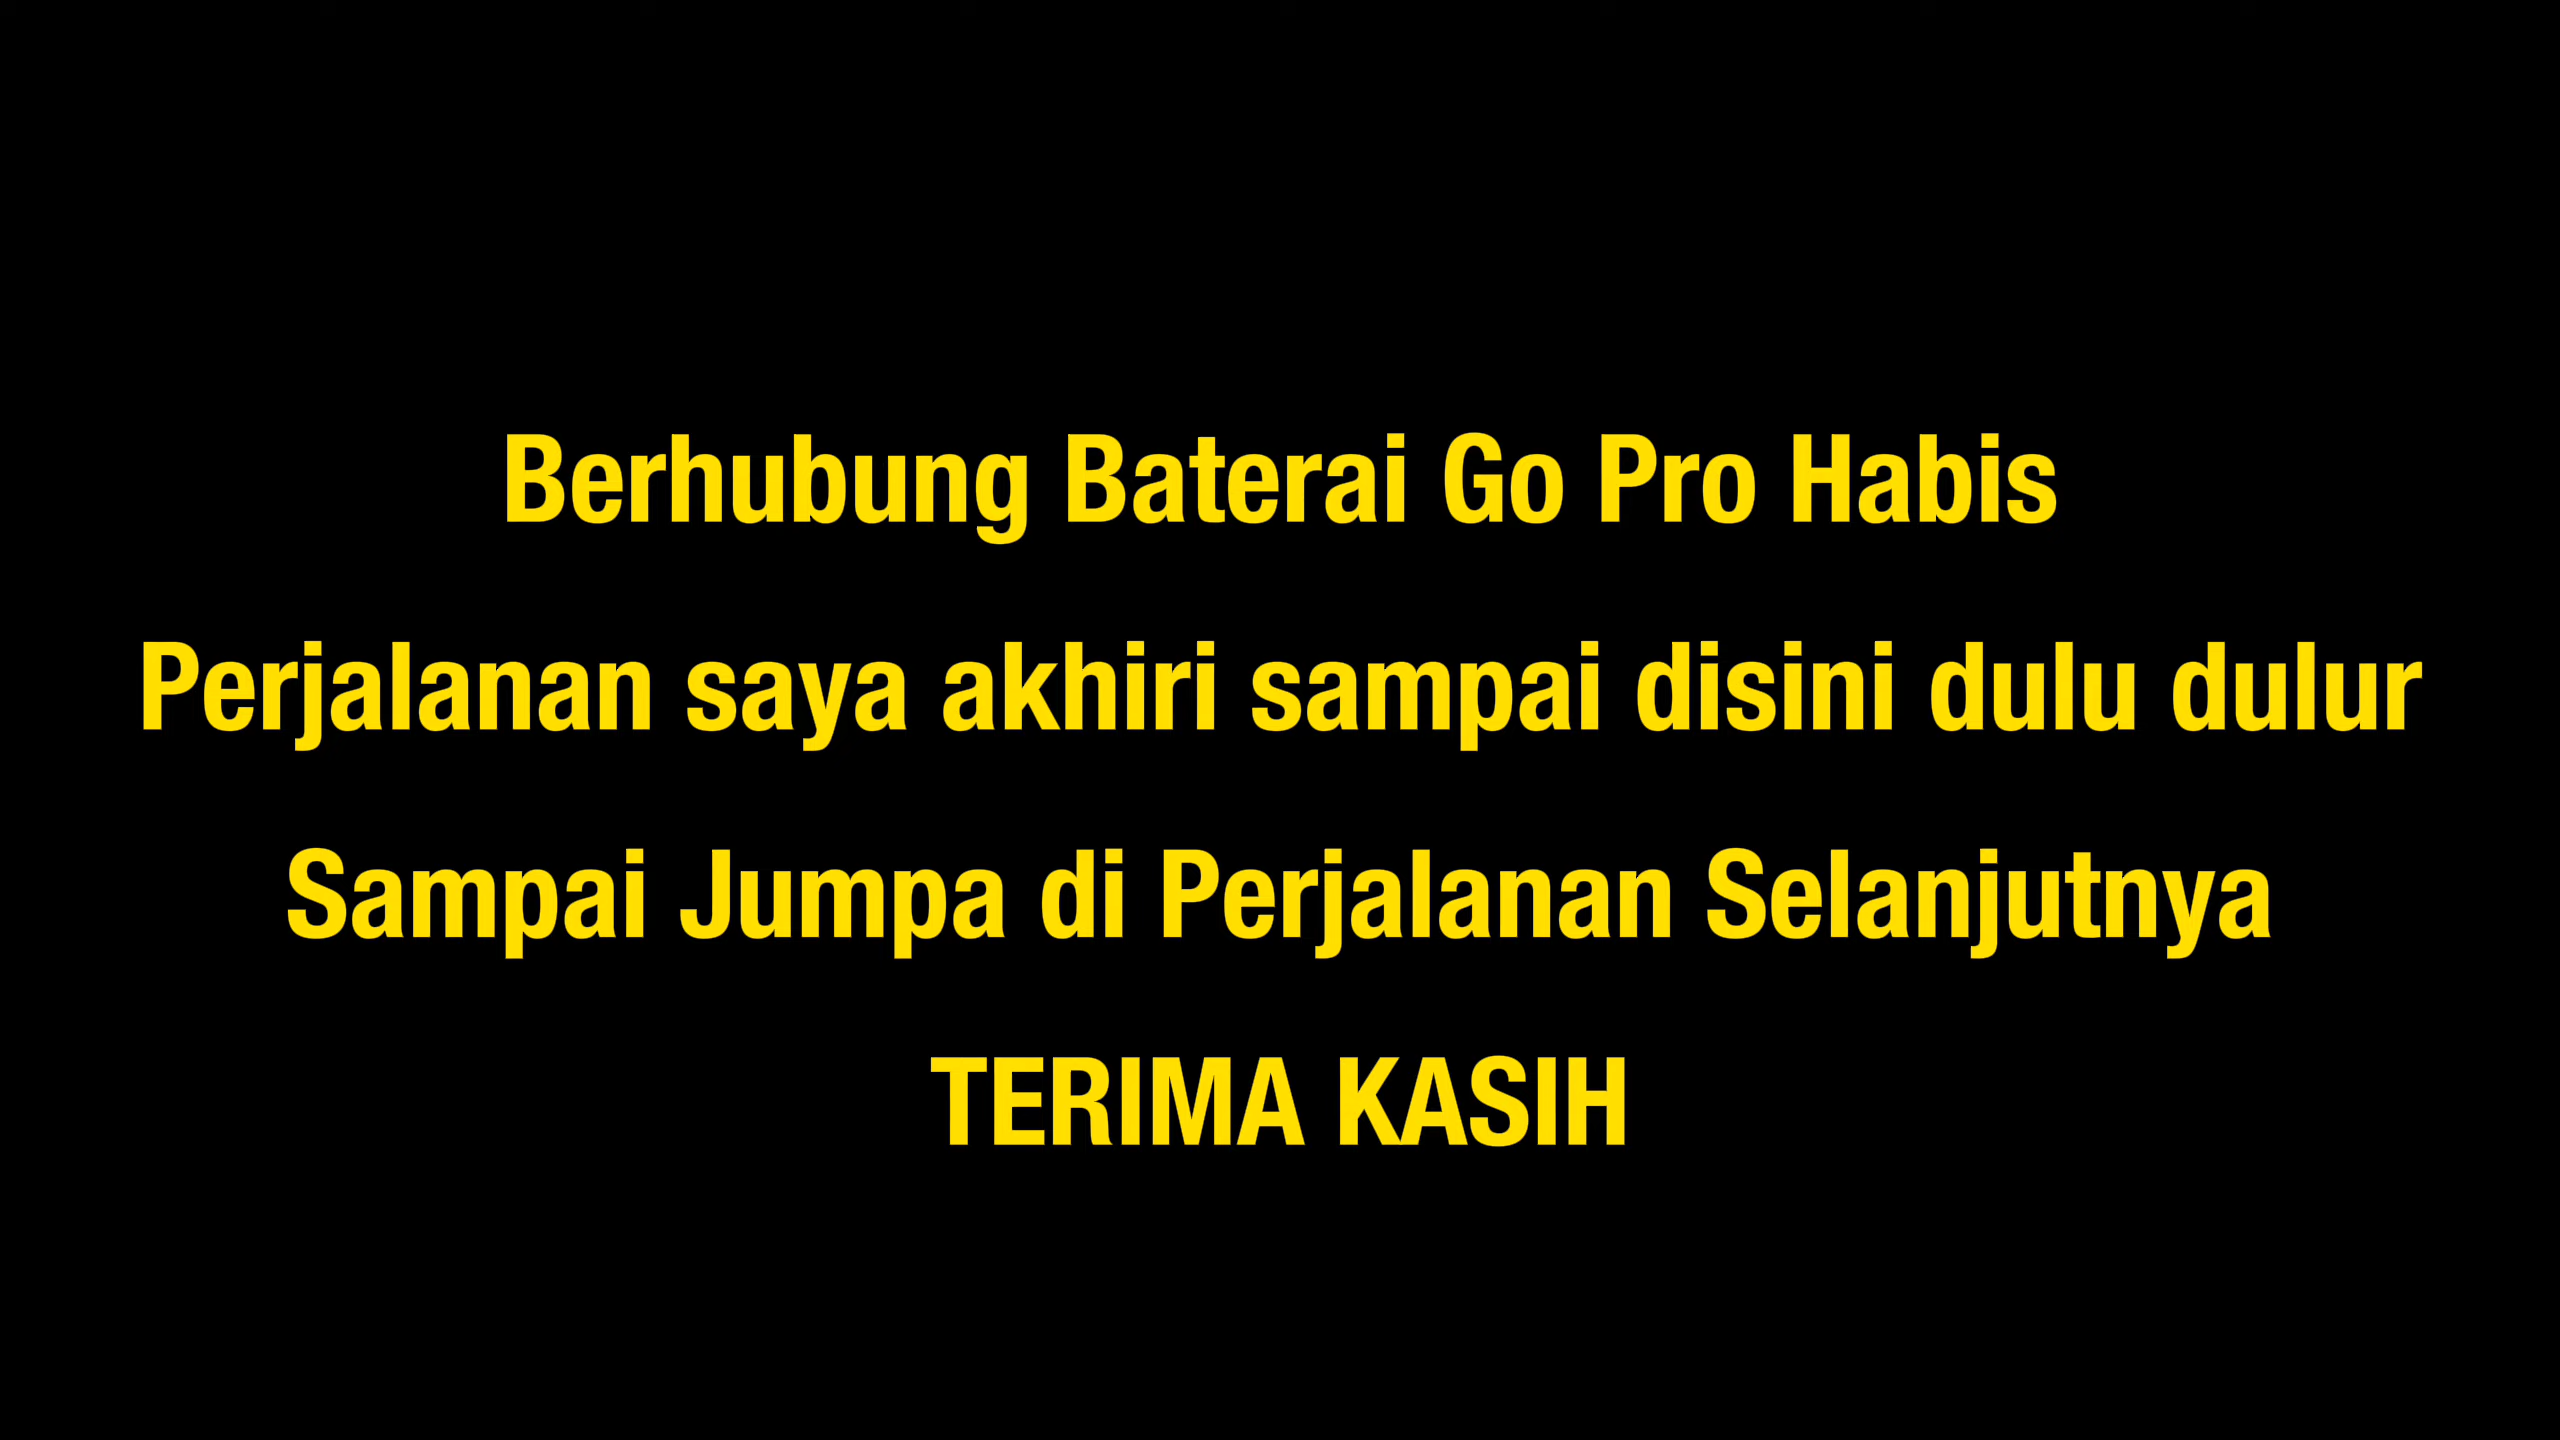 Berhubung Baterai Go Pro Habis
Perjalanan saya akhiri sampai disini dulu dulur
Sampai Jumpa di Perjalanan Selanjutnya
TERIMA KASIH